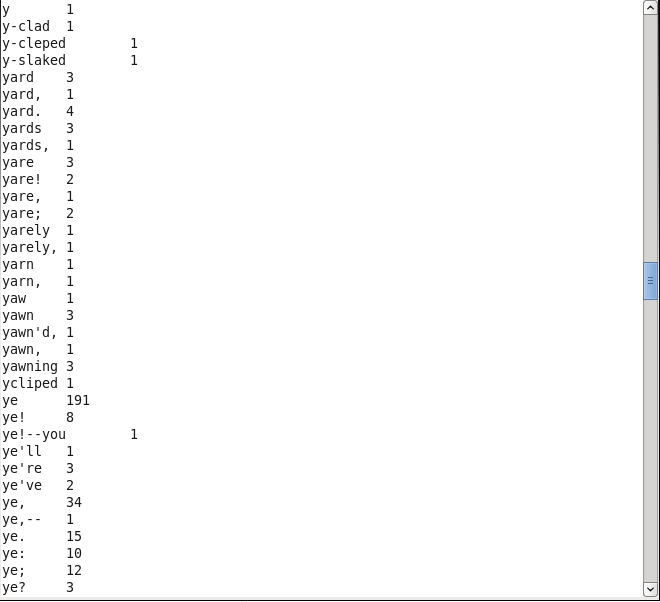 y 1
y-clad 1
y-cleped 1
y-slaked 1
yard 3
yard, 1
yard. 4
yards 3
yards, 1
yare 3
yare! 2
yare, 1
yare; 2
yarely 1
yarely, 1
yarn 1
yarn, 1
yaw 1
yawn 3
yawn'd, 1
yawn, 1
yawning 3
ycliped 1
ye 191
ye! 8
ye!--you 1
ye'll 1
ye're 3
ye've 2
ye, 34
ye,-- 1
ye. 15
ye: 10
ye; 12
ye? 3